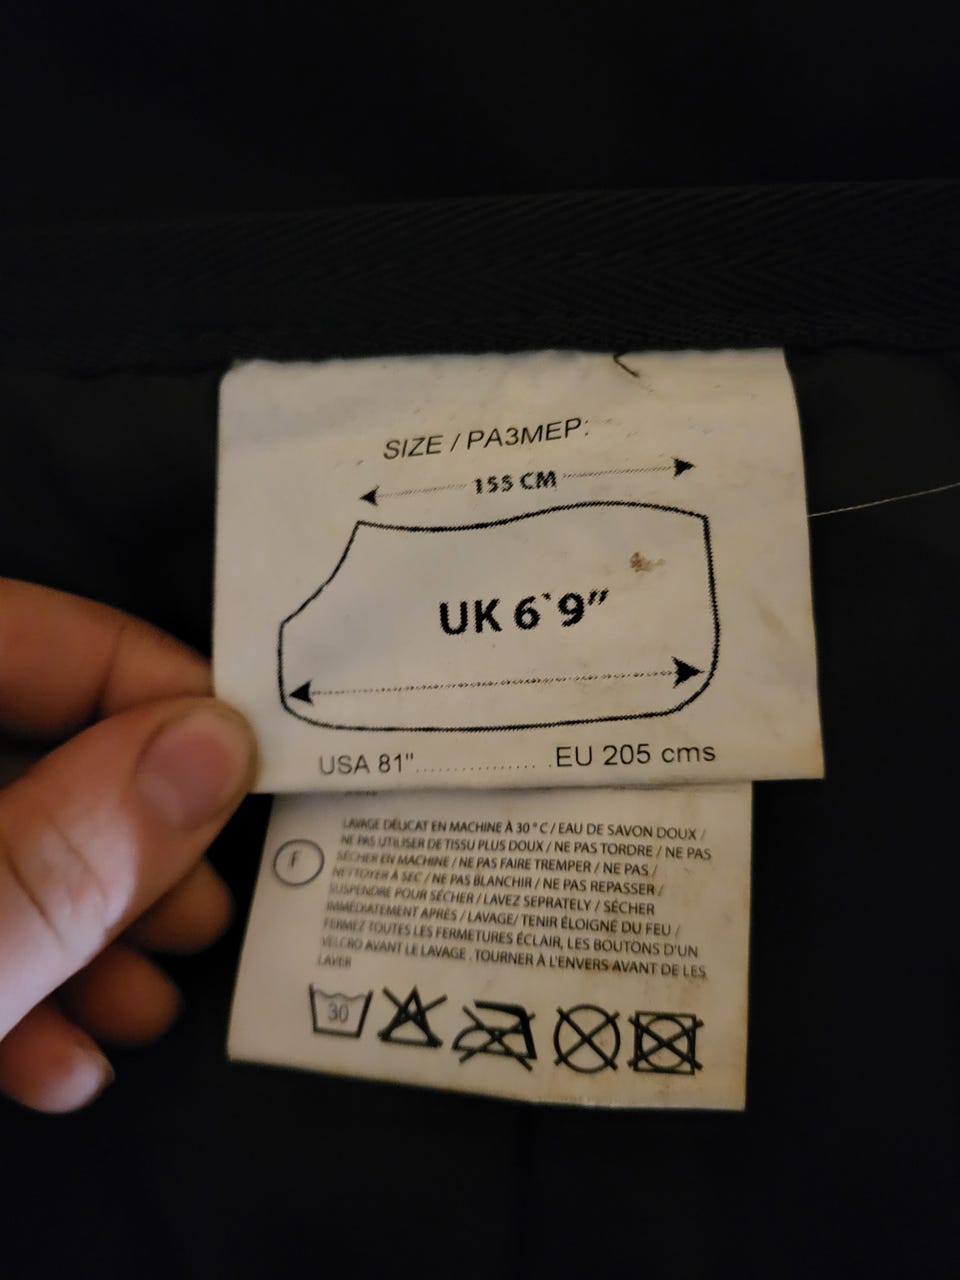 SIZE / РАЗМЕР:
155 CM
UK 6`9"
USA 81"................. .EU 205 cms
F
LAVAGE DÉLICAT EN MACHINE À 30° C / EAU DE SAVON DOUX /
NE PAS UTILISER DE TISSU PLUS DOUX / NE PAS TORDRE / NE PAS
SÉCHER EN MACHINE / NE PAS FAIRE TREMPER / NE PAS /
NETTOYER À SEC / NE PAS BLANCHIR / NE PAS REPASSER /
SUSPENDRE POUR SÉCHER / LAVEZ SEPRATELY / SÉCHER
IMMÉDIATEMENT APRÈS / LAVAGE/ TENIR ÉLOIGNÉ DU FEU /
FERMEZ TOUTES LES FERMETURES ÉCLAIR, LES BOUTONS D'UN
VELCRO AVANT LE LAVAGE . TOURNER À L'ENVERS AVANT DE LES
LAVER
30